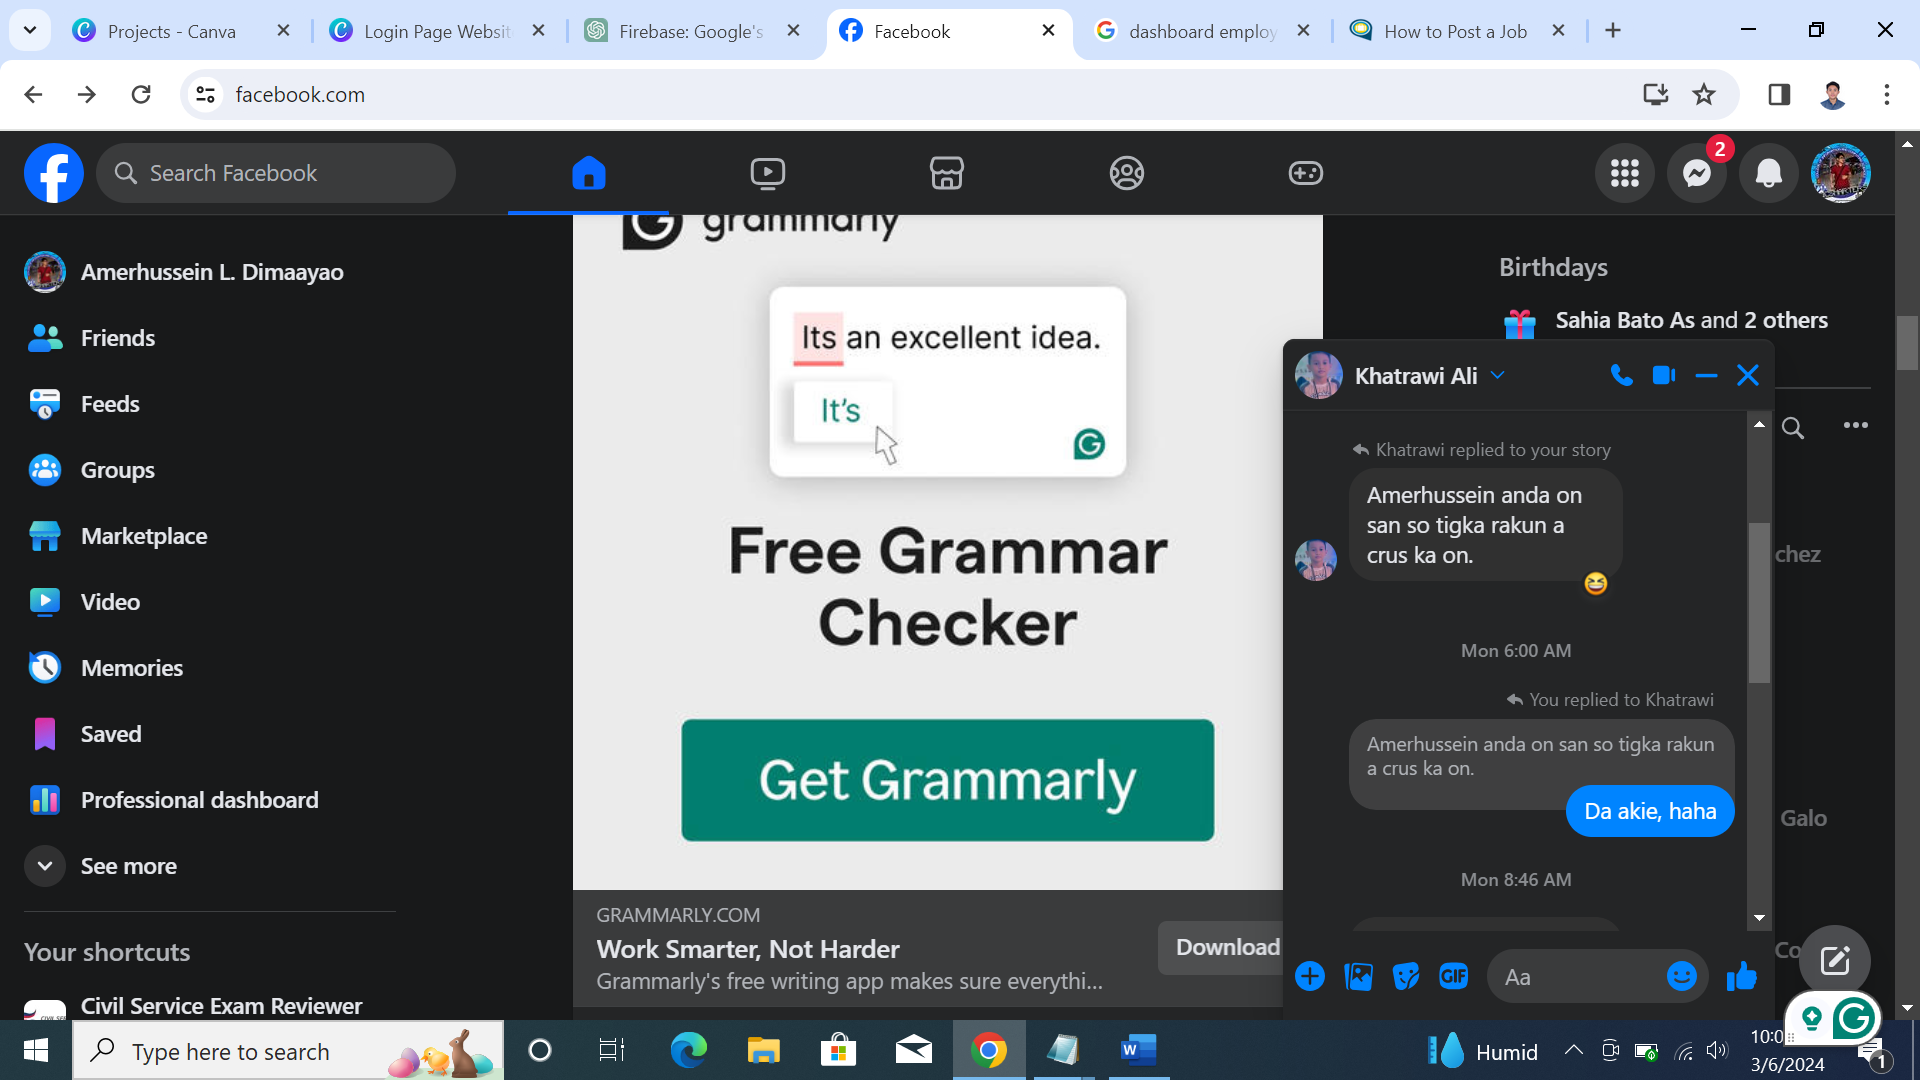 Projects - Canva
Login Page Websit
Firebase: Google's
Facebook
dashboard employ
How to Post a Job
facebook.com
Search Facebook
2
Amerhussein L. Dimaayao
Friends
Feeds
Groups
Marketplace
Video
Memories
Saved
Professional dashboard
See more
Your shortcuts
Civil Service Exam Reviewer
grammarly
Its an excellent idea.
It's
Free Grammar
Checker
Get Grammarly
GRAMMARLY.COM
Work Smarter, Not Harder
Grammarly's free writing app makes sure everythi...
Download
Birthdays
Sahia Bato As and 2 others
Khatrawi Ali
Khatrawi replied to your story
Amerhussein anda on
san so tigka rakun a
crus ka on.
Mon 6:00 AM
You replied to Khatrawi
Amerhussein anda on san so tigka rakun
a crus ka on.
Da akie, haha
Mon 8:46 AM
GIF
Aa
chez
Galo
Co
Type here to search
Humid
10:0
3/6/2024
1